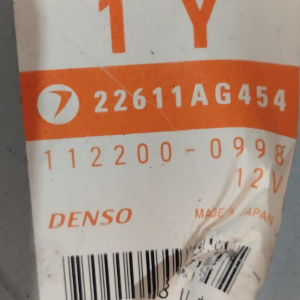 1 Y
22611AG454
112200-0998
12V
DENSO
MADE IN JAPAN